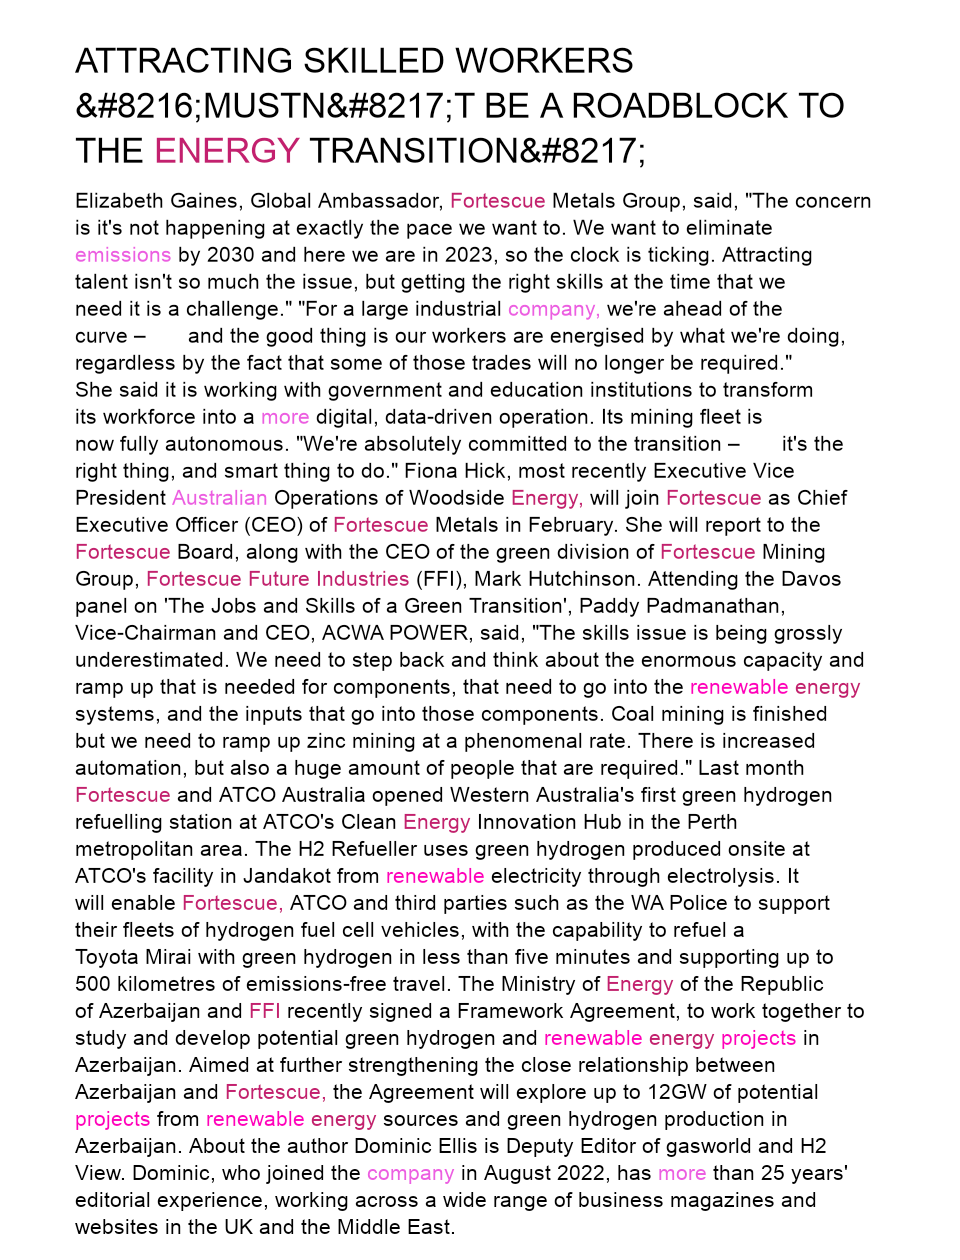 ATTRACTING SKILLED WORKERS
&#8216;MUSTN&#8217;T BE A ROADBLOCK TO
THE ENERGY TRANSITION&#8217;
Elizabeth Gaines, Global Ambassador, Fortescue Metals Group, said, "The concern
is it's not happening at exactly the pace we want to. We want to eliminate
emissions by 2030 and here we are in 2023, so the clock is ticking. Attracting
talent isn't so much the issue, but getting the right skills at the time that we
need it is a challenge." "For a large industrial company, we're ahead of the
curve – and the good thing is our workers are energised by what we're doing,
regardless by the fact that some of those trades will no longer be required."
She said it is working with government and education institutions to transform
its workforce into a more digital, data-driven operation. Its mining fleet is
now fully autonomous. "We're absolutely committed to the transition – it's the
right thing, and smart thing to do." Fiona Hick, most recently Executive Vice
President Australian Operations of Woodside Energy, will join Fortescue as Chief
Executive Officer (CEO) of Fortescue Metals in February. She will report to the
Fortescue Board, along with the CEO of the green division of Fortescue Mining
Group, Fortescue Future Industries (FFI), Mark Hutchinson. Attending the Davos
panel on 'The Jobs and Skills of a Green Transition', Paddy Padmanathan,
Vice-Chairman and CEO, ACWA POWER, said, "The skills issue is being grossly
underestimated. We need to step back and think about the enormous capacity and
ramp up that is needed for components, that need to go into the renewable energy
systems, and the inputs that go into those components. Coal mining is finished
but we need to ramp up zinc mining at a phenomenal rate. There is increased
automation, but also a huge amount of people that are required." Last month
Fortescue and ATCO Australia opened Western Australia's first green hydrogen
refuelling station at ATCO's Clean Energy Innovation Hub in the Perth
metropolitan area. The H2 Refueller uses green hydrogen produced onsite at
ATCO's facility in Jandakot from renewable electricity through electrolysis. It
will enable Fortescue, ATCO and third parties such as the WA Police to support
their fleets of hydrogen fuel cell vehicles, with the capability to refuel a
Toyota Mirai with green hydrogen in less than five minutes and supporting up to
500 kilometres of emissions-free travel. The Ministry of Energy of the Republic
of Azerbaijan and FFI recently signed a Framework Agreement, to work together to
study and develop potential green hydrogen and renewable energy projects in
Azerbaijan. Aimed at further strengthening the close relationship between
Azerbaijan and Fortescue, the Agreement will explore up to 12GW of potential
projects from renewable energy sources and green hydrogen production in
Azerbaijan. About the author Dominic Ellis is Deputy Editor of gasworld and H2
View. Dominic, who joined the company in August 2022, has more than 25 years'
editorial experience, working across a wide range of business magazines and
websites in the UK and the Middle East.